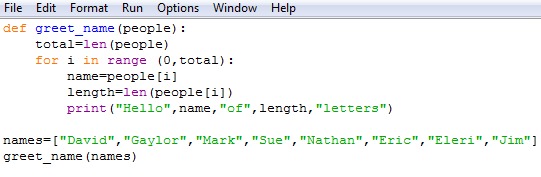 File Edit Format Run Options Window Help
def greet_name(people):
    total=len(people)
    for i in range (0,total):
        name=people[i]
        length=len(people[i])
        print("Hello",name,"of",length,"letters")

names=["David","Gaylor","Mark","Sue","Nathan","Eric","Eleri","Jim"]
greet_name(names)